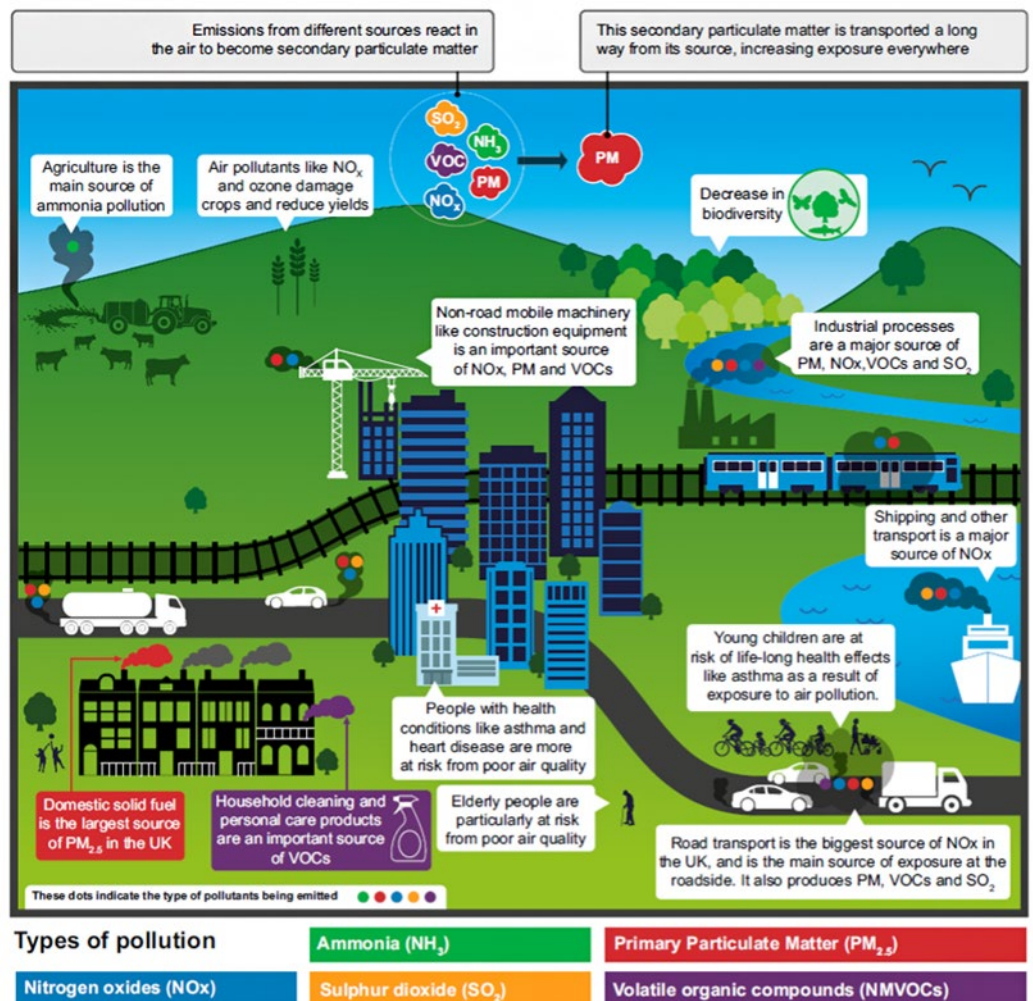 Emissions from different sources react in
the air to become secondary particulate matter
This secondary particulate matter is transported a long
way from its source, increasing exposure everywhere
SO₂
NH₃
VOC
PM
NOₓ
PM
Agriculture is the
main source of
ammonia pollution
Air pollutants like NOₓ
and ozone damage
crops and reduce yields
Decrease in
biodiversity
Non-road mobile machinery
like construction equipment
is an important source
of NOx, PM and VOCs
Industrial processes
are a major source of
PM, NOx,VOCs and SO₂
Shipping and other
transport is a major
source of NOx
Young children are at
risk of life-long health effects
like asthma as a result of
exposure to air pollution.
People with health
conditions like asthma and
heart disease are more
at risk from poor air quality
Domestic solid fuel
is the largest source
of PM₂.₅ in the UK
Household cleaning and
personal care products
are an important source
of VOCs
Elderly people are
particularly at risk
from poor air quality
Road transport is the biggest source of NOx in
the UK, and is the main source of exposure at the
roadside. It also produces PM, VOCs and SO₂
These dots indicate the type of pollutants being emitted
Types of pollution
Ammonia (NH₃)
Primary Particulate Matter (PM₂.₅)
Nitrogen oxides (NOx)
Sulphur dioxide (SO₂)
Volatile organic compounds (NMVOCs)